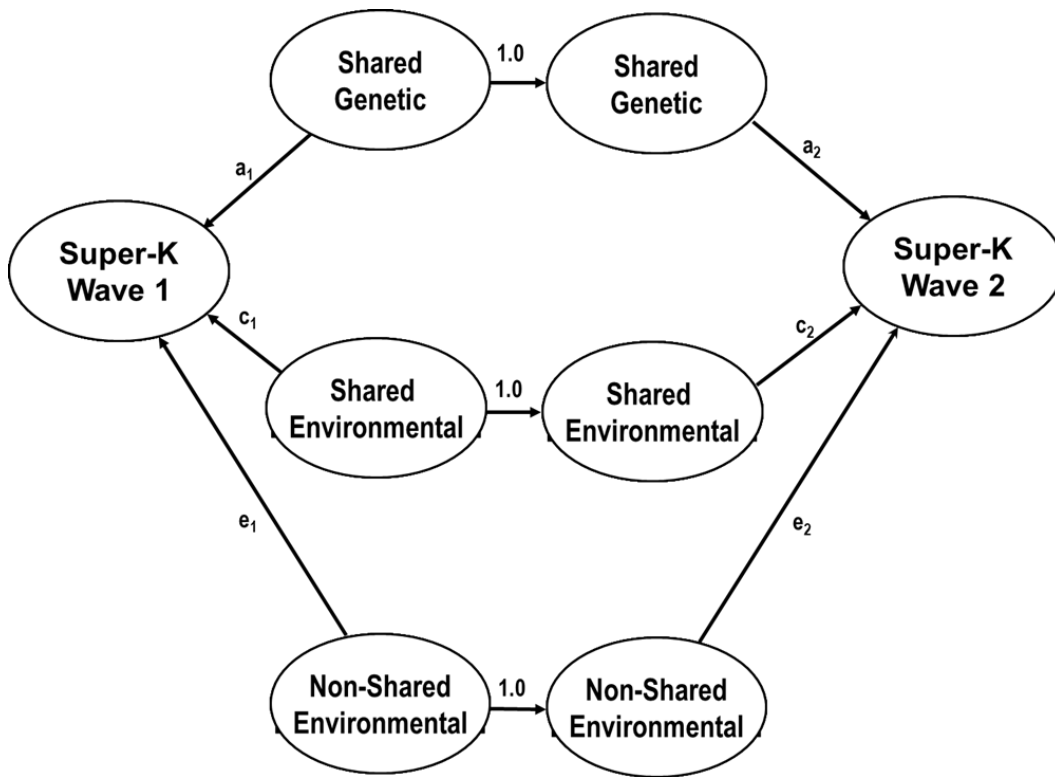 Shared
Genetic
1.0
Shared
Genetic
a₁
a₂
Super-K
Wave 1
Super-K
Wave 2
c₁
c₂
Shared
Environmental
1.0
Shared
Environmental
e₁
e₂
Non-Shared
Environmental
1.0
Non-Shared
Environmental